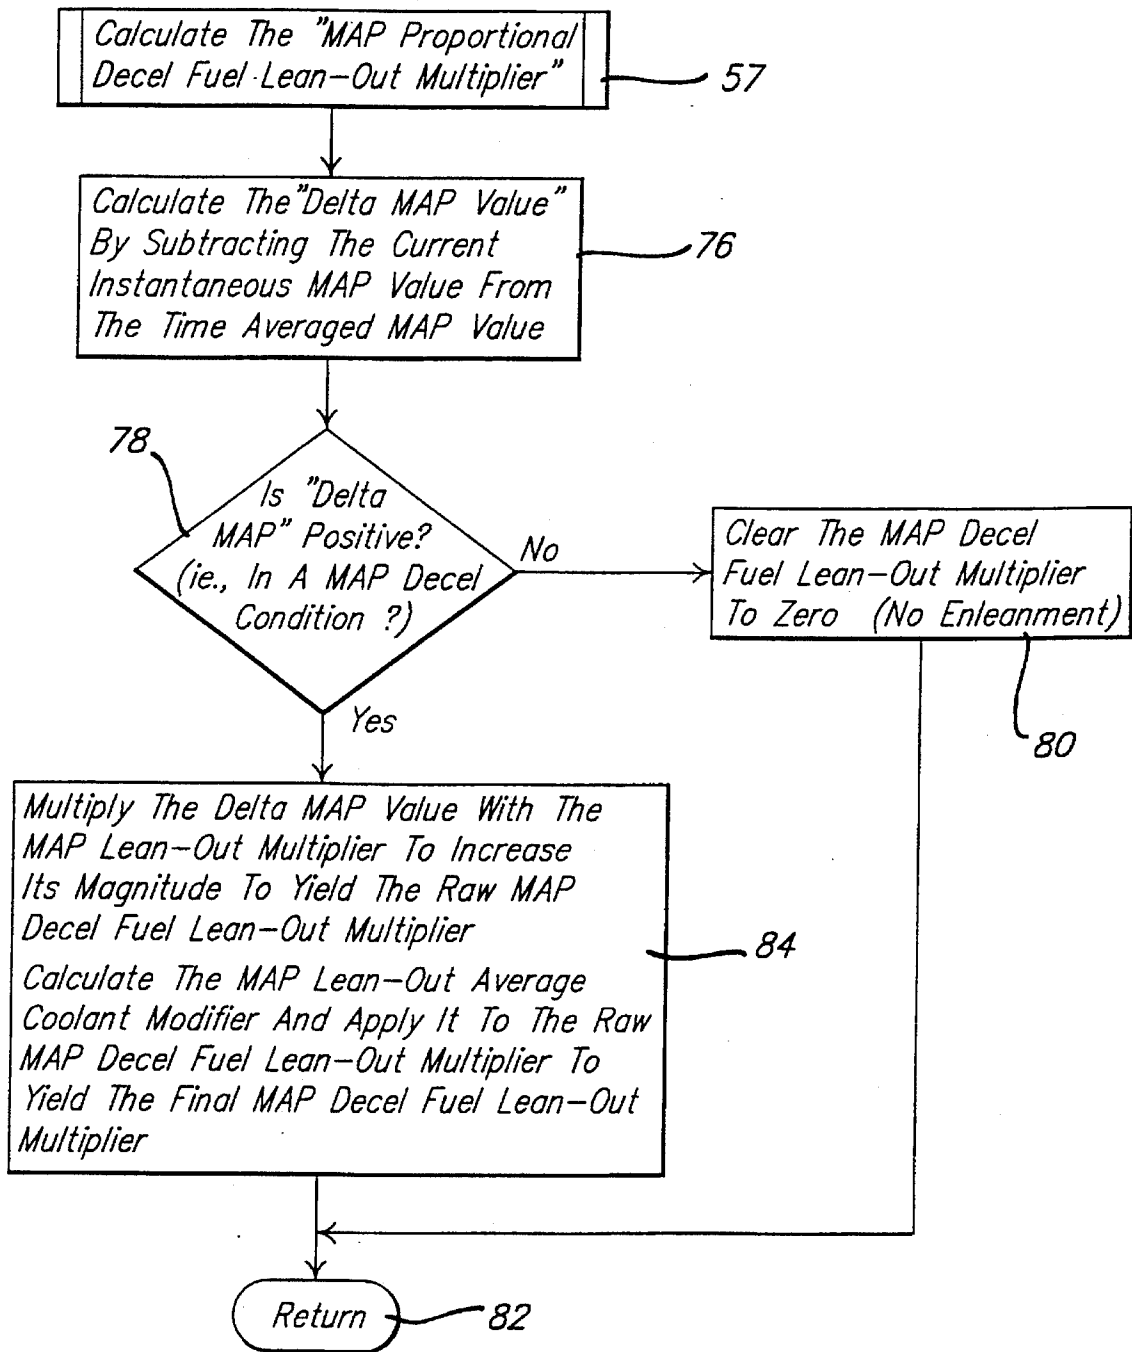 Calculate The "MAP Proportional
Decel Fuel Lean-Out Multiplier"
57
Calculate The "Delta MAP Value"
By Subtracting The Current
Instantaneous MAP Value From
The Time Averaged MAP Value
76
78
Is "Delta
MAP" Positive?
(ie., In A MAP Decel
Condition ?)
No
Yes
Clear The MAP Decel
Fuel Lean-Out Multiplier
To Zero (No Enleanment)
80
Multiply The Delta MAP Value With The
MAP Lean-Out Multiplier To Increase
Its Magnitude To Yield The Raw MAP
Decel Fuel Lean-Out Multiplier
Calculate The MAP Lean-Out Average
Coolant Modifier And Apply It To The Raw
MAP Decel Fuel Lean-Out Multiplier To
Yield The Final MAP Decel Fuel Lean-Out
Multiplier
84
Return
82